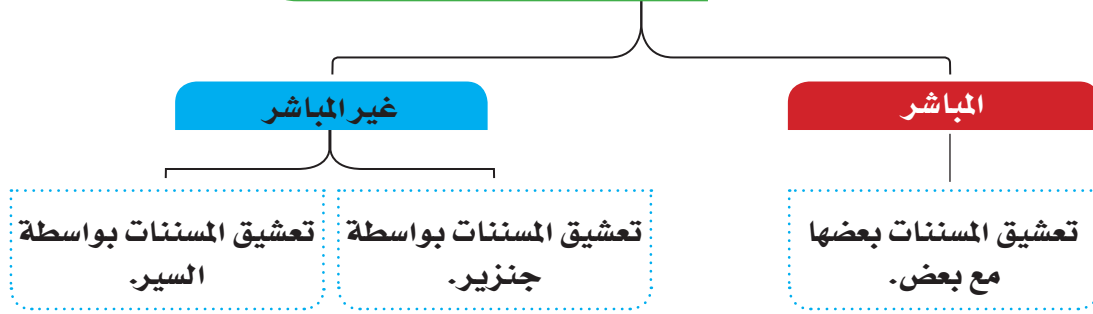 المباشر
غير المباشر
تعشيق المسننات بعضها
مع بعض.
تعشيق المسننات بواسطة
جنزير.
تعشيق المسننات بواسطة
السير.